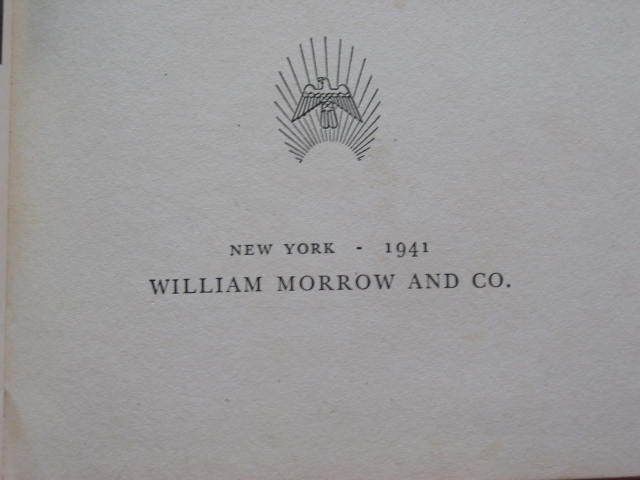 NEW YORK - 1941
WILLIAM MORROW AND CO.